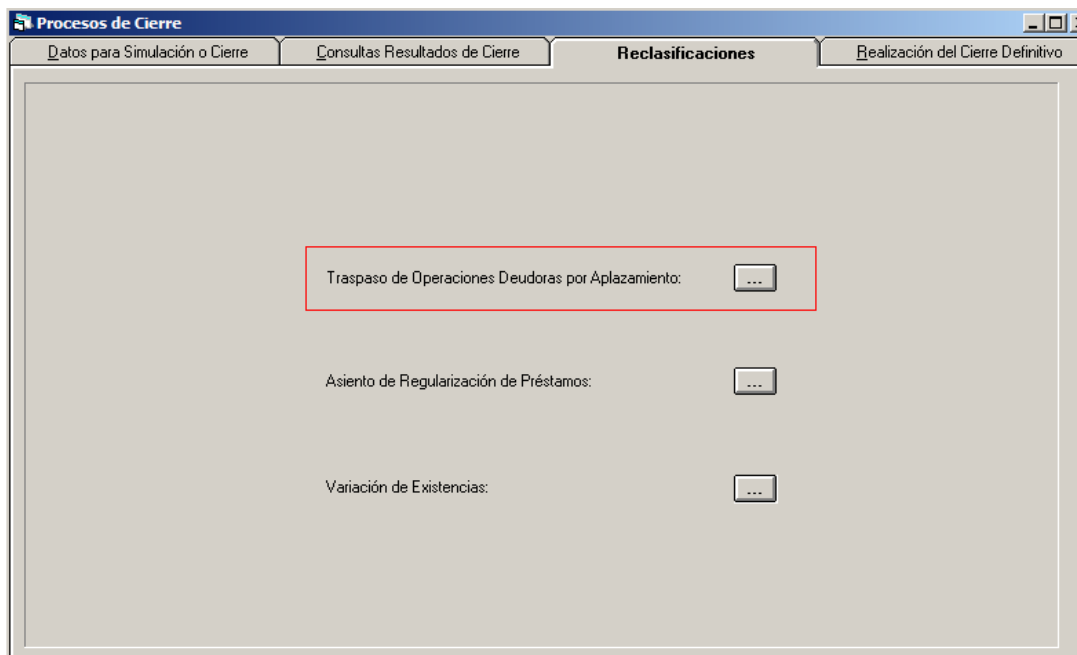 Procesos de Cierre
Datos para Simulación o Cierre
Consultas Resultados de Cierre
Reclasificaciones
Realización del Cierre Definitivo
Traspaso de Operaciones Deudoras por Aplazamiento:
...
Asiento de Regularización de Préstamos:
...
Variación de Existencias:
...